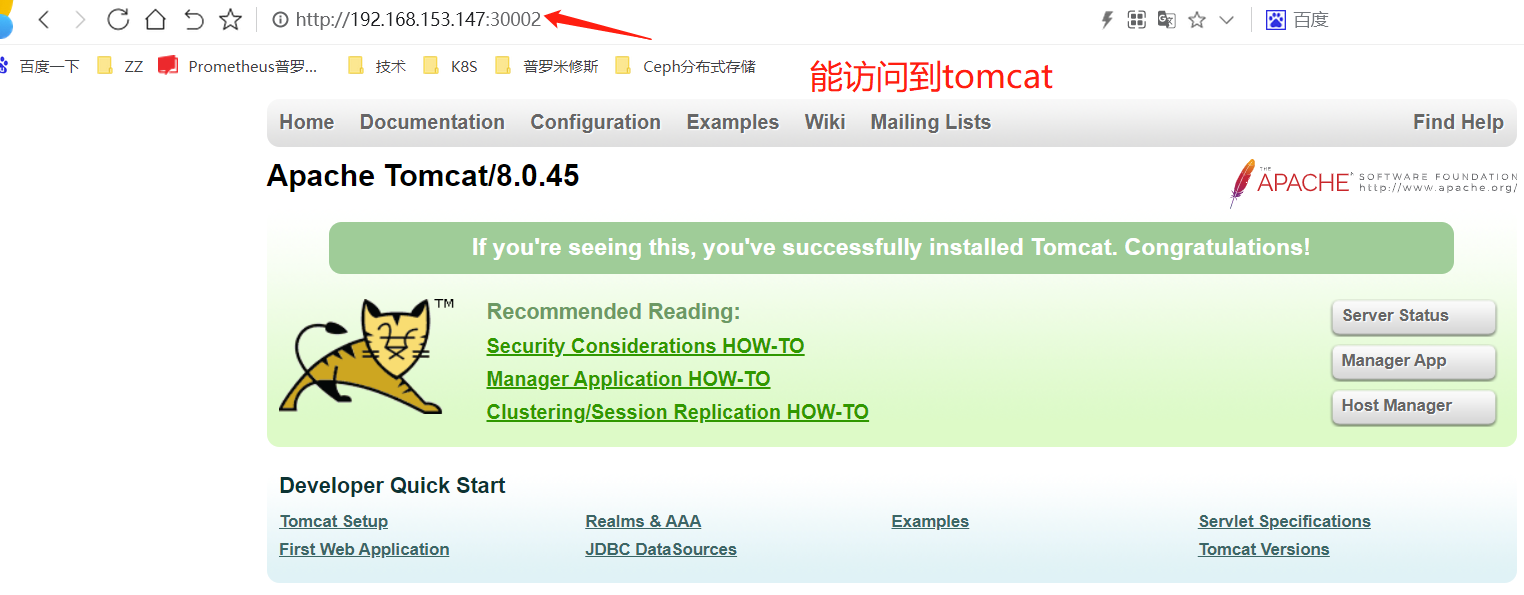 http://192.168.153.147:30002
百度
百度一下 ZZ Prometheus普罗... 技术 K8S 普罗米修斯 Ceph分布式存储
能访问到tomcat
Home Documentation Configuration Examples Wiki Mailing Lists Find Help
Apache Tomcat/8.0.45
THE APACHE SOFTWARE FOUNDATION
http://www.apache.org/
If you're seeing this, you've successfully installed Tomcat. Congratulations!
TM
Recommended Reading:
Security Considerations HOW-TO
Manager Application HOW-TO
Clustering/Session Replication HOW-TO
Server Status
Manager App
Host Manager
Developer Quick Start
Tomcat Setup Realms & AAA Examples Servlet Specifications
First Web Application JDBC DataSources Tomcat Versions